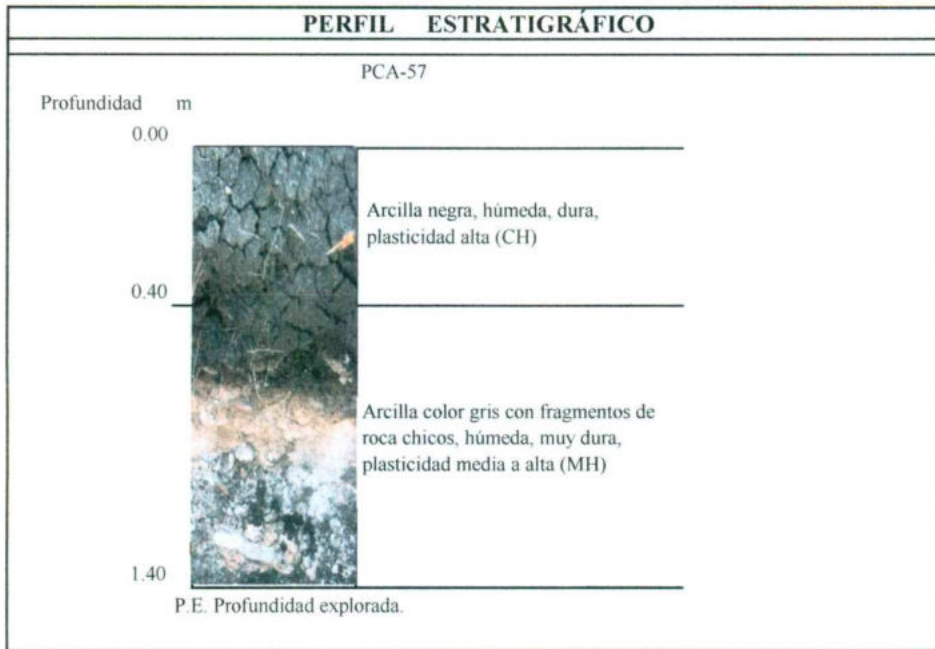 PERFIL ESTRATIGRÁFICO
PCA-57
Profundidad m
0.00
Arcilla negra, húmeda, dura,
plasticidad alta (CH)
0.40
Arcilla color gris con fragmentos de
roca chicos, húmeda, muy dura,
plasticidad media a alta (MH)
1.40
P.E. Profundidad explorada.